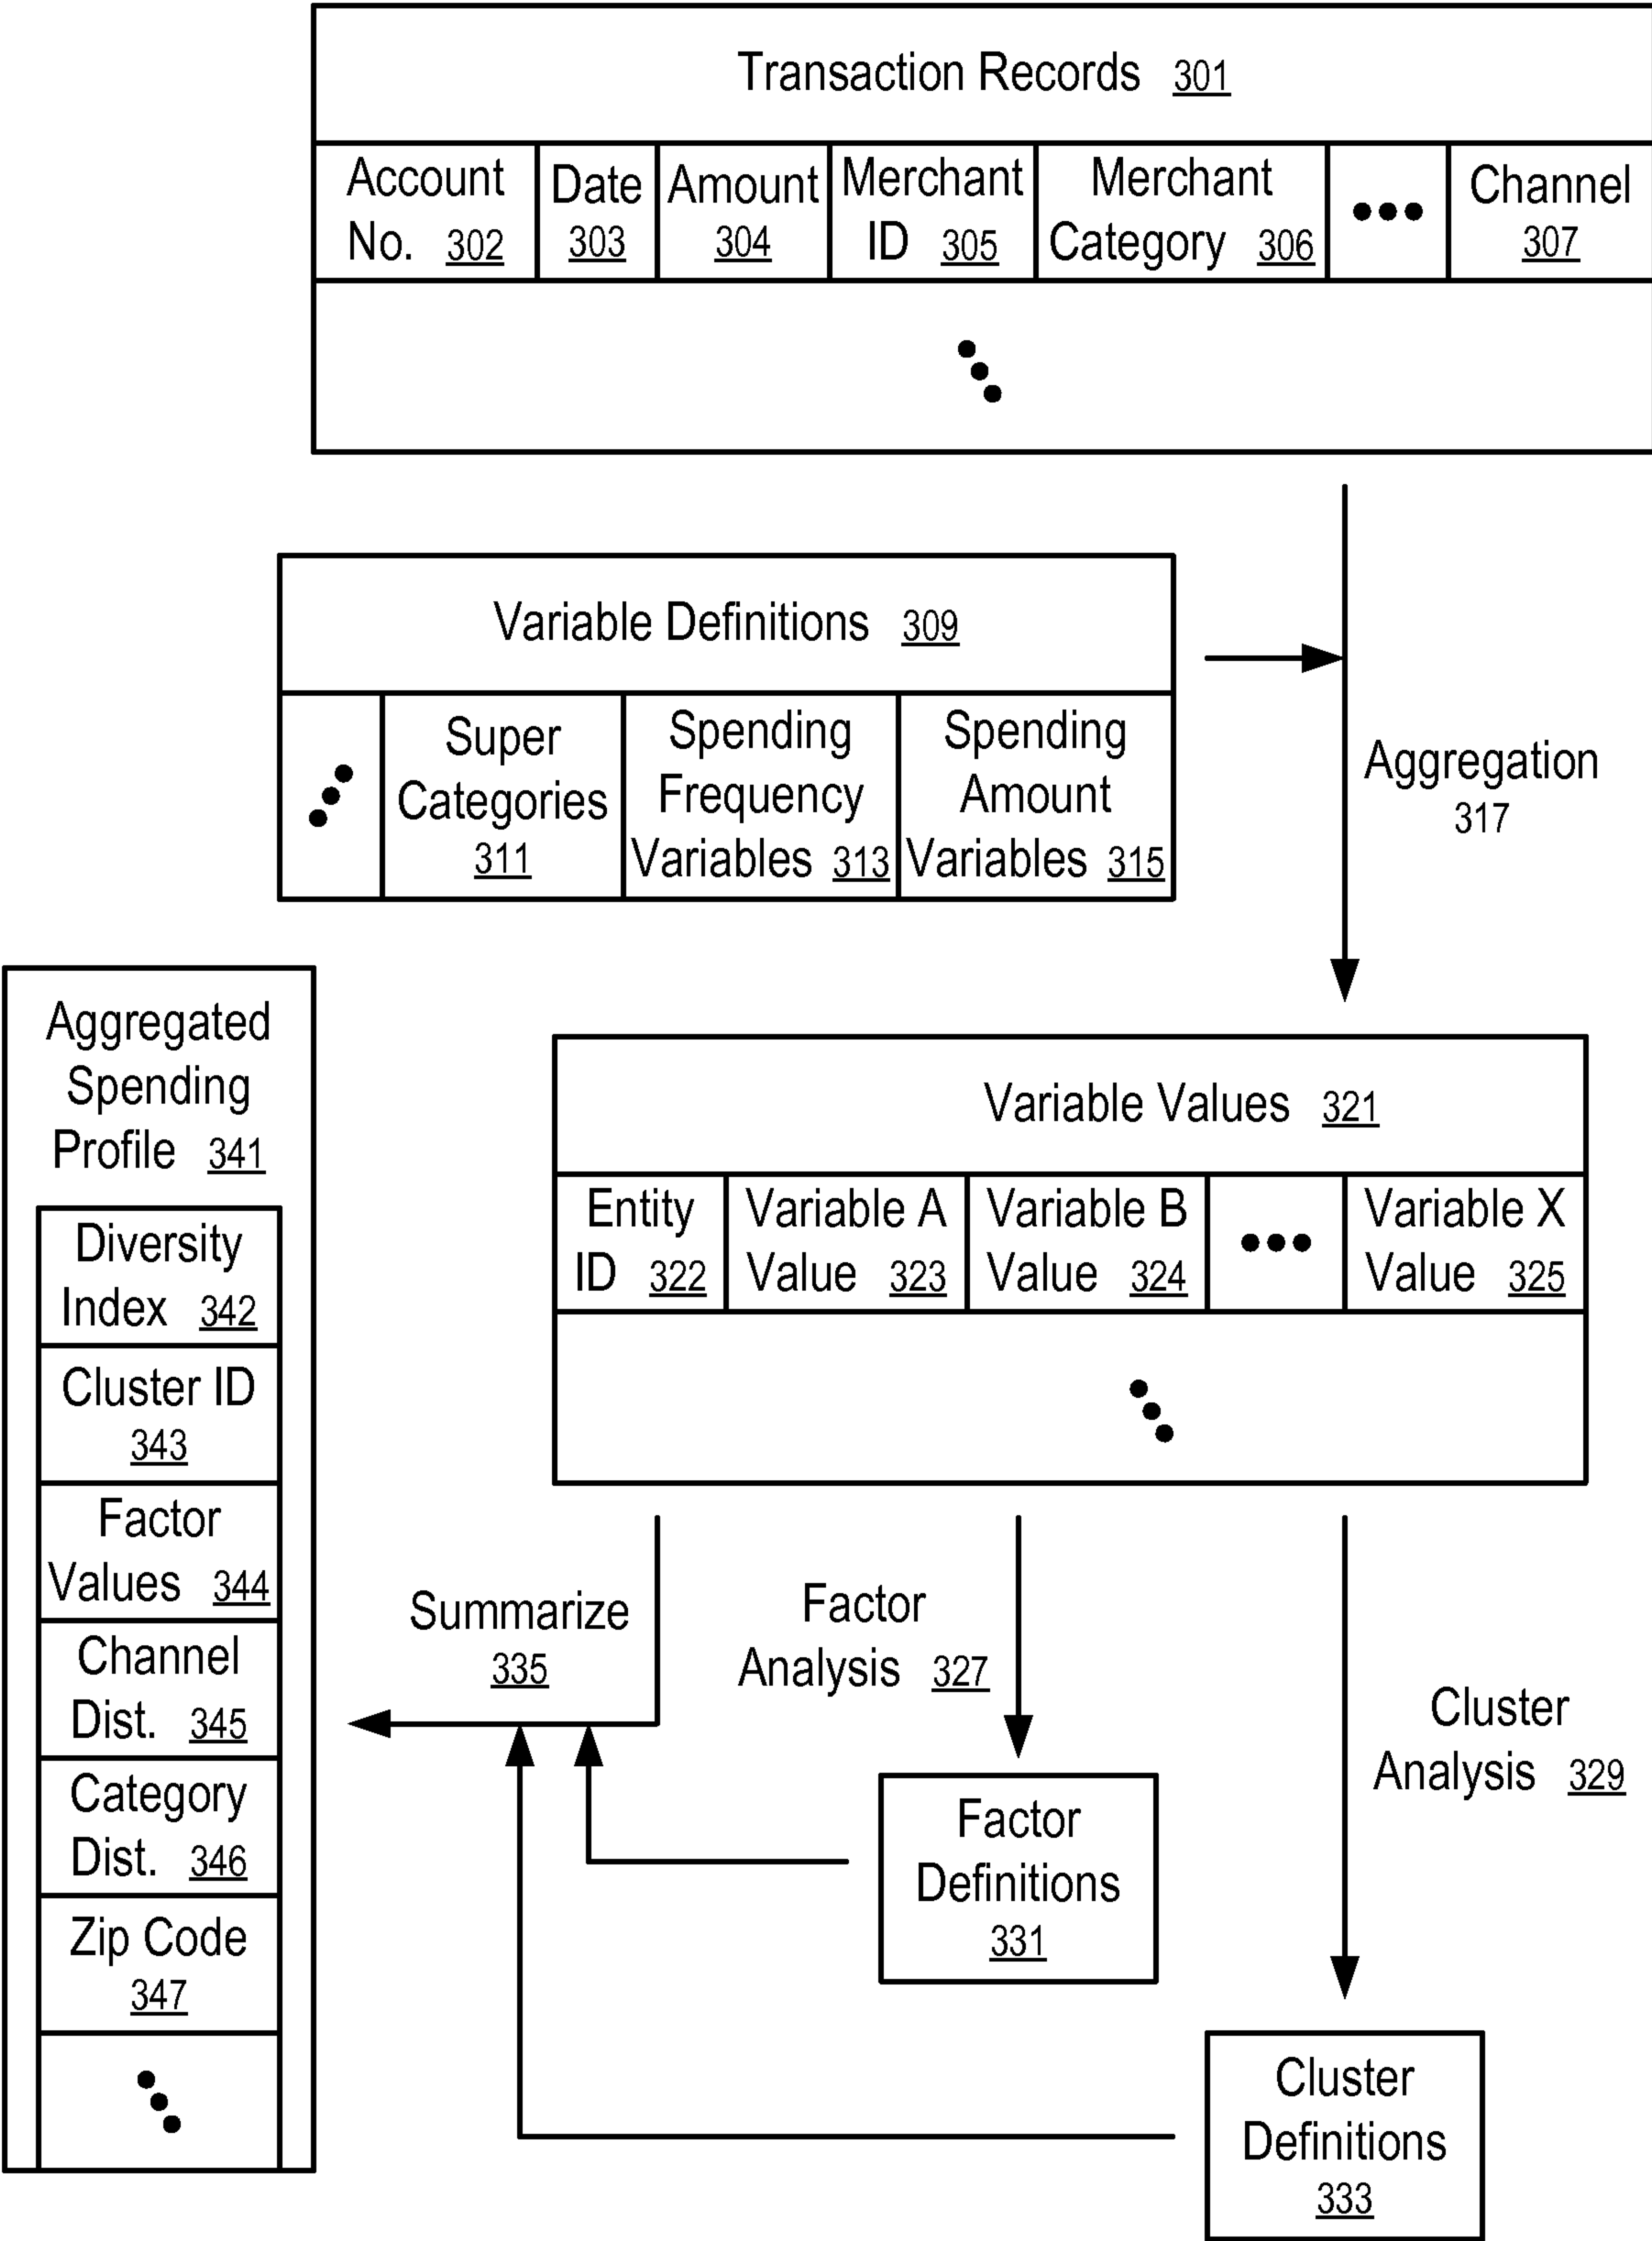 Transaction Records 301
Account
No. 302
Date
303
Amount
304
Merchant
ID 305
Merchant
Category 306
Channel
307
Variable Definitions 309
Super
Categories
311
Spending
Frequency
Variables 313
Spending
Amount
Variables 315
Aggregation
317
Aggregated
Spending
Profile 341
Diversity
Index 342
Cluster ID
343
Factor
Values 344
Channel
Dist. 345
Category
Dist. 346
Zip Code
347
Variable Values 321
Entity
ID 322
Variable A
Value 323
Variable B
Value 324
Variable X
Value 325
Summarize
335
Factor
Analysis 327
Cluster
Analysis 329
Factor
Definitions
331
Cluster
Definitions
333